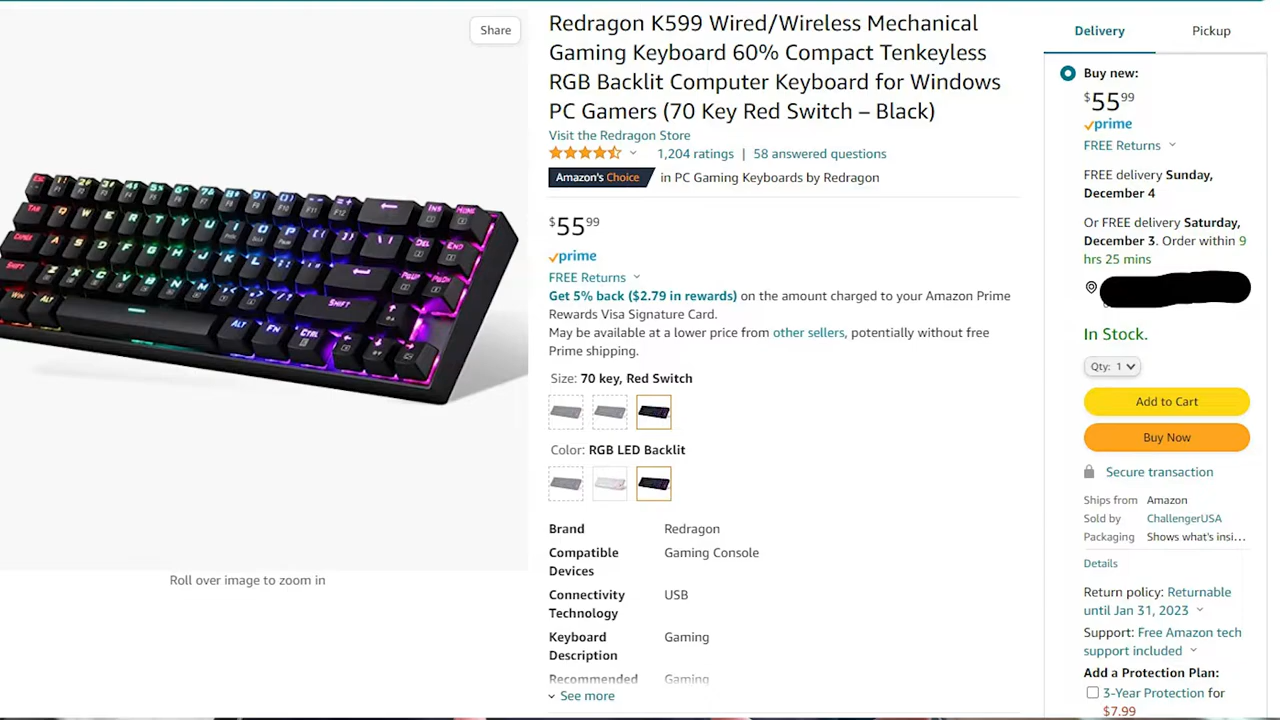 Share
Redragon K599 Wired/Wireless Mechanical
Gaming Keyboard 60% Compact Tenkeyless
RGB Backlit Computer Keyboard for Windows
PC Gamers (70 Key Red Switch – Black)
Visit the Redragon Store
1,204 ratings | 58 answered questions
Amazon's Choice in PC Gaming Keyboards by Redragon
$55 99
prime
FREE Returns
Get 5% back ($2.79 in rewards) on the amount charged to your Amazon Prime
Rewards Visa Signature Card.
May be available at a lower price from other sellers, potentially without free
Prime shipping.
Size: 70 key, Red Switch
Color: RGB LED Backlit
Brand Redragon
Compatible Devices Gaming Console
Connectivity Technology USB
Keyboard Description Gaming
Recommended Gaming
See more
Roll over image to zoom in
Delivery Pickup
Buy new:
$55 99
prime
FREE Returns
FREE delivery Sunday,
December 4
Or FREE delivery Saturday,
December 3. Order within 9
hrs 25 mins
In Stock.
Qty: 1
Add to Cart
Buy Now
Secure transaction
Ships from Amazon
Sold by ChallengerUSA
Packaging Shows what's insi...
Details
Return policy: Returnable
until Jan 31, 2023
Support: Free Amazon tech
support included
Add a Protection Plan:
3-Year Protection for
$7.99